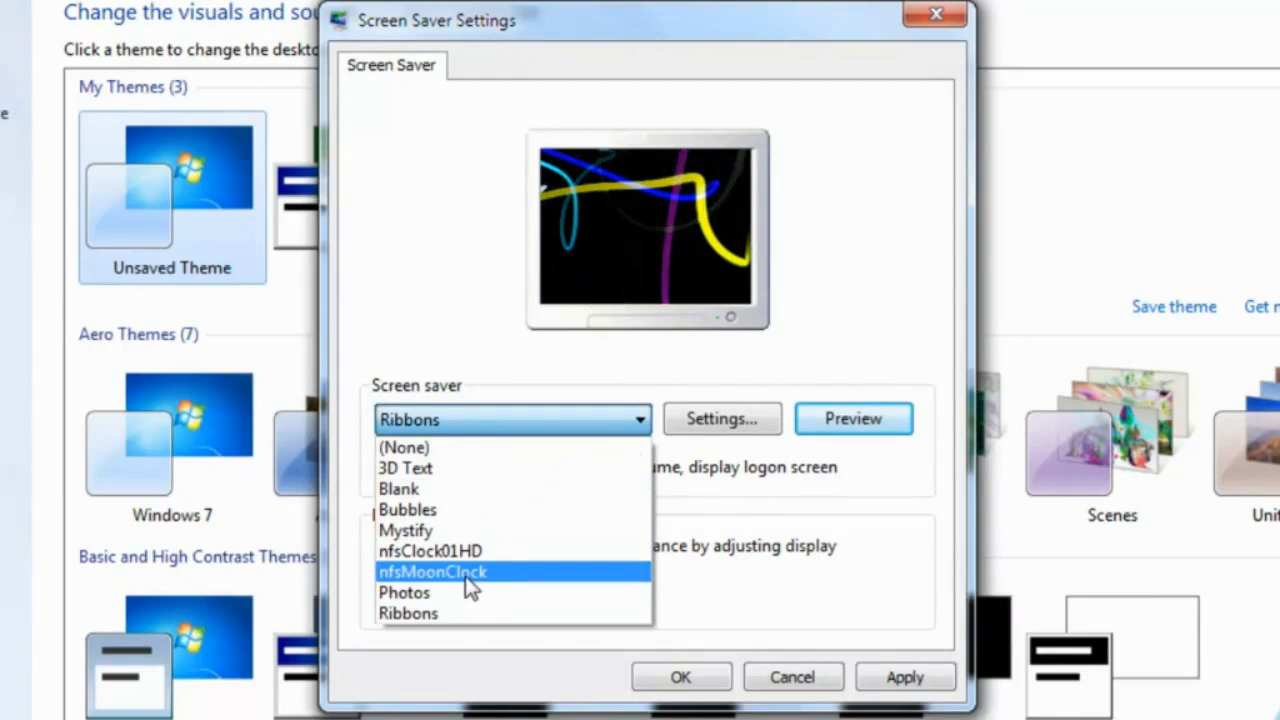 Change the visuals and sou
Screen Saver Settings
Click a theme to change the deskto
Screen Saver
My Themes (3)
Unsaved Theme
Save theme
Get m
Aero Themes (7)
Screen saver
Ribbons
Settings...
Preview
(None)
3D Text
ume, display logon screen
Blank
Bubbles
Windows 7
Scenes
Unit
Mystify
nfsClock01HD
ance by adjusting display
Basic and High Contrast Themes
nfsMoonClock
Photos
Ribbons
OK
Cancel
Apply